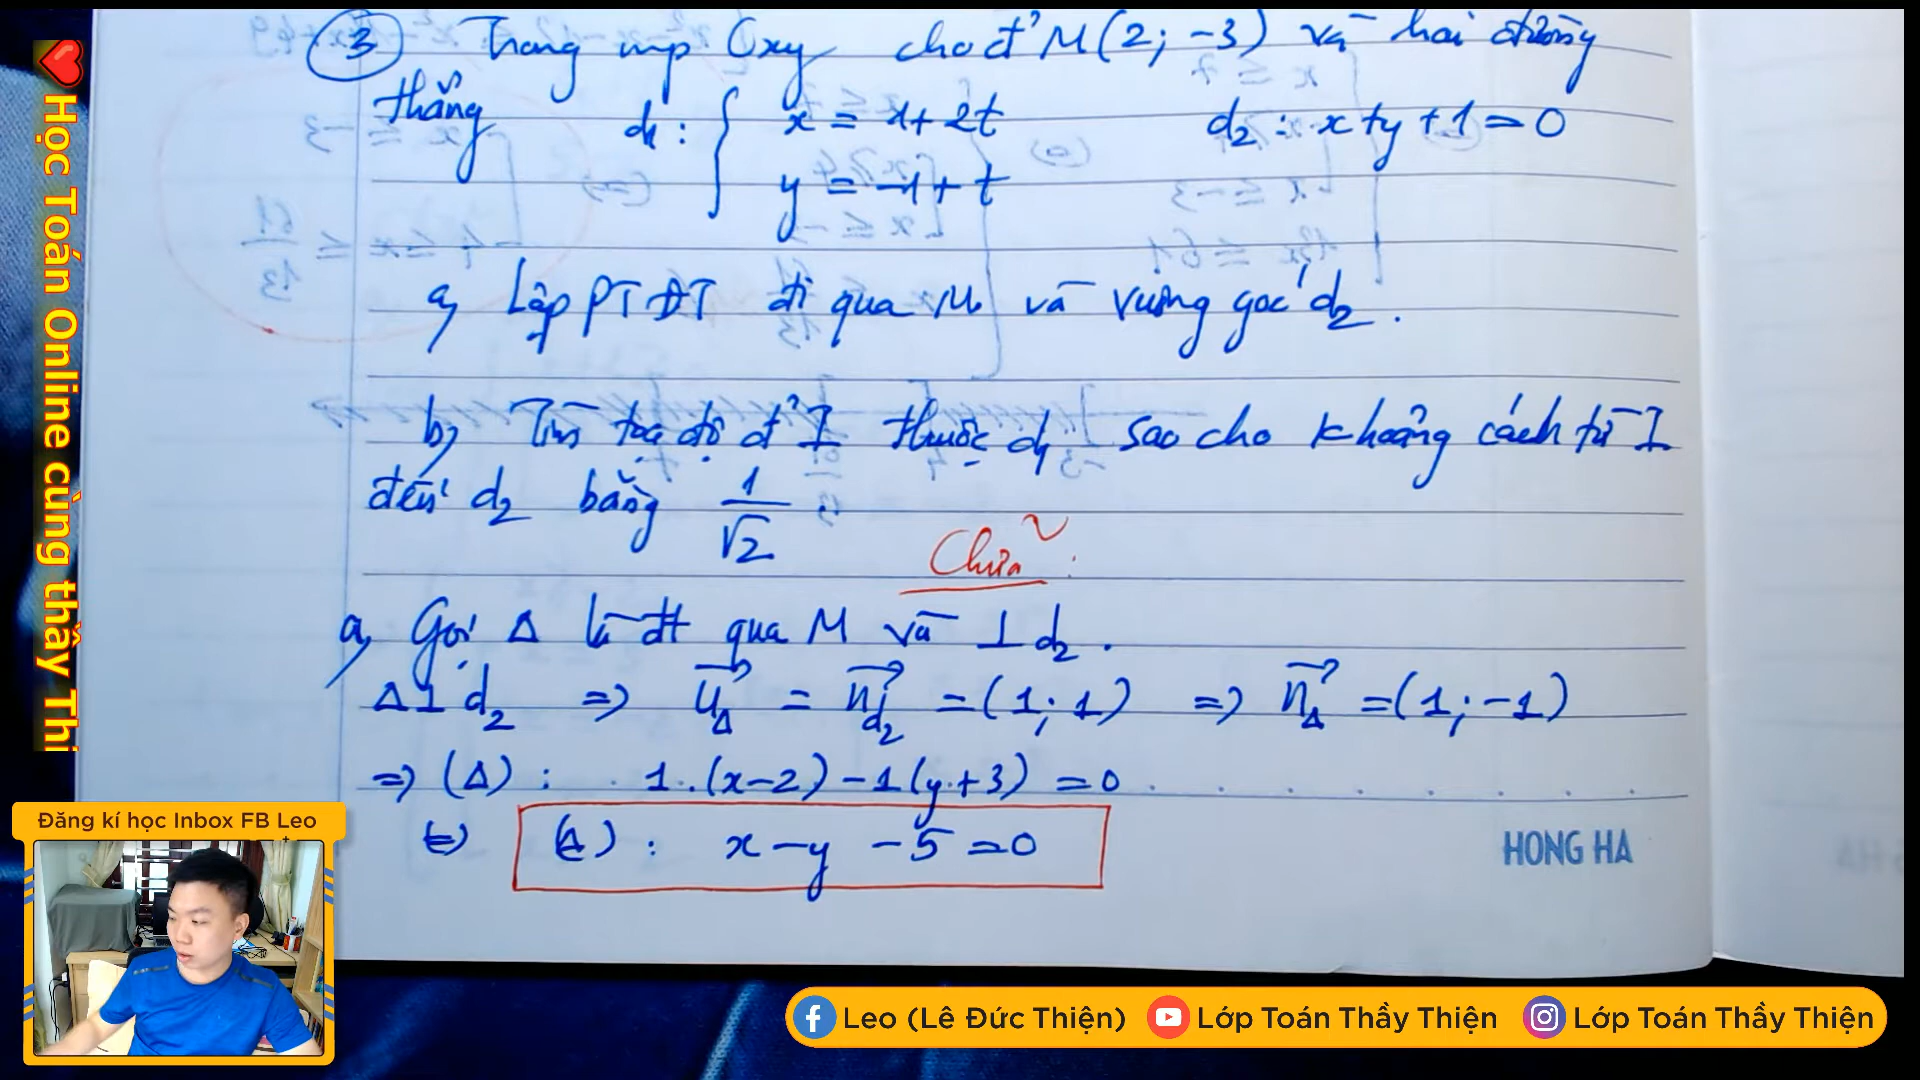 ③ Trong mp Oxy cho đ' M(2; -3) và hai đường
thẳng d1 : { x = 1 + 2t d2 : x + y + 1 = 0
y = -1 + t
a, Lập PTĐT đi qua M và vuông góc d2.
b, Tìm tọa độ đ' I thuộc d1 sao cho khoảng cách từ I
đến d2 bằng 1/√2
Chữa :
a, Gọi Δ là đt qua M và ⊥ d2.
Δ ⊥ d2 => u⃗Δ = n⃗d2 = (1; 1) => n⃗Δ = (1; -1)
=> (Δ) : 1.(x-2) - 1(y+3) = 0
<=> (Δ) : x - y - 5 = 0
HONG HA
❤️Học Toán Online cùng thầy Thi
Đăng kí học Inbox FB Leo
Leo (Lê Đức Thiện) Lớp Toán Thầy Thiện Lớp Toán Thầy Thiện